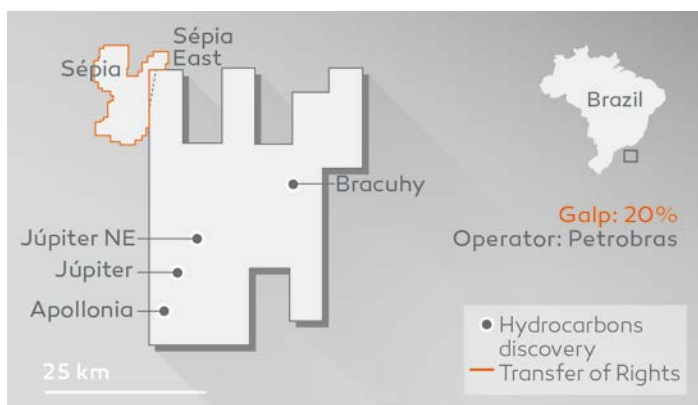 Sépia
East
Sépia
Brazil
Bracuhy
Galp: 20%
Operator: Petrobras
Júpiter NE
Júpiter
Apollonia
25 km
Hydrocarbons
discovery
Transfer of Rights